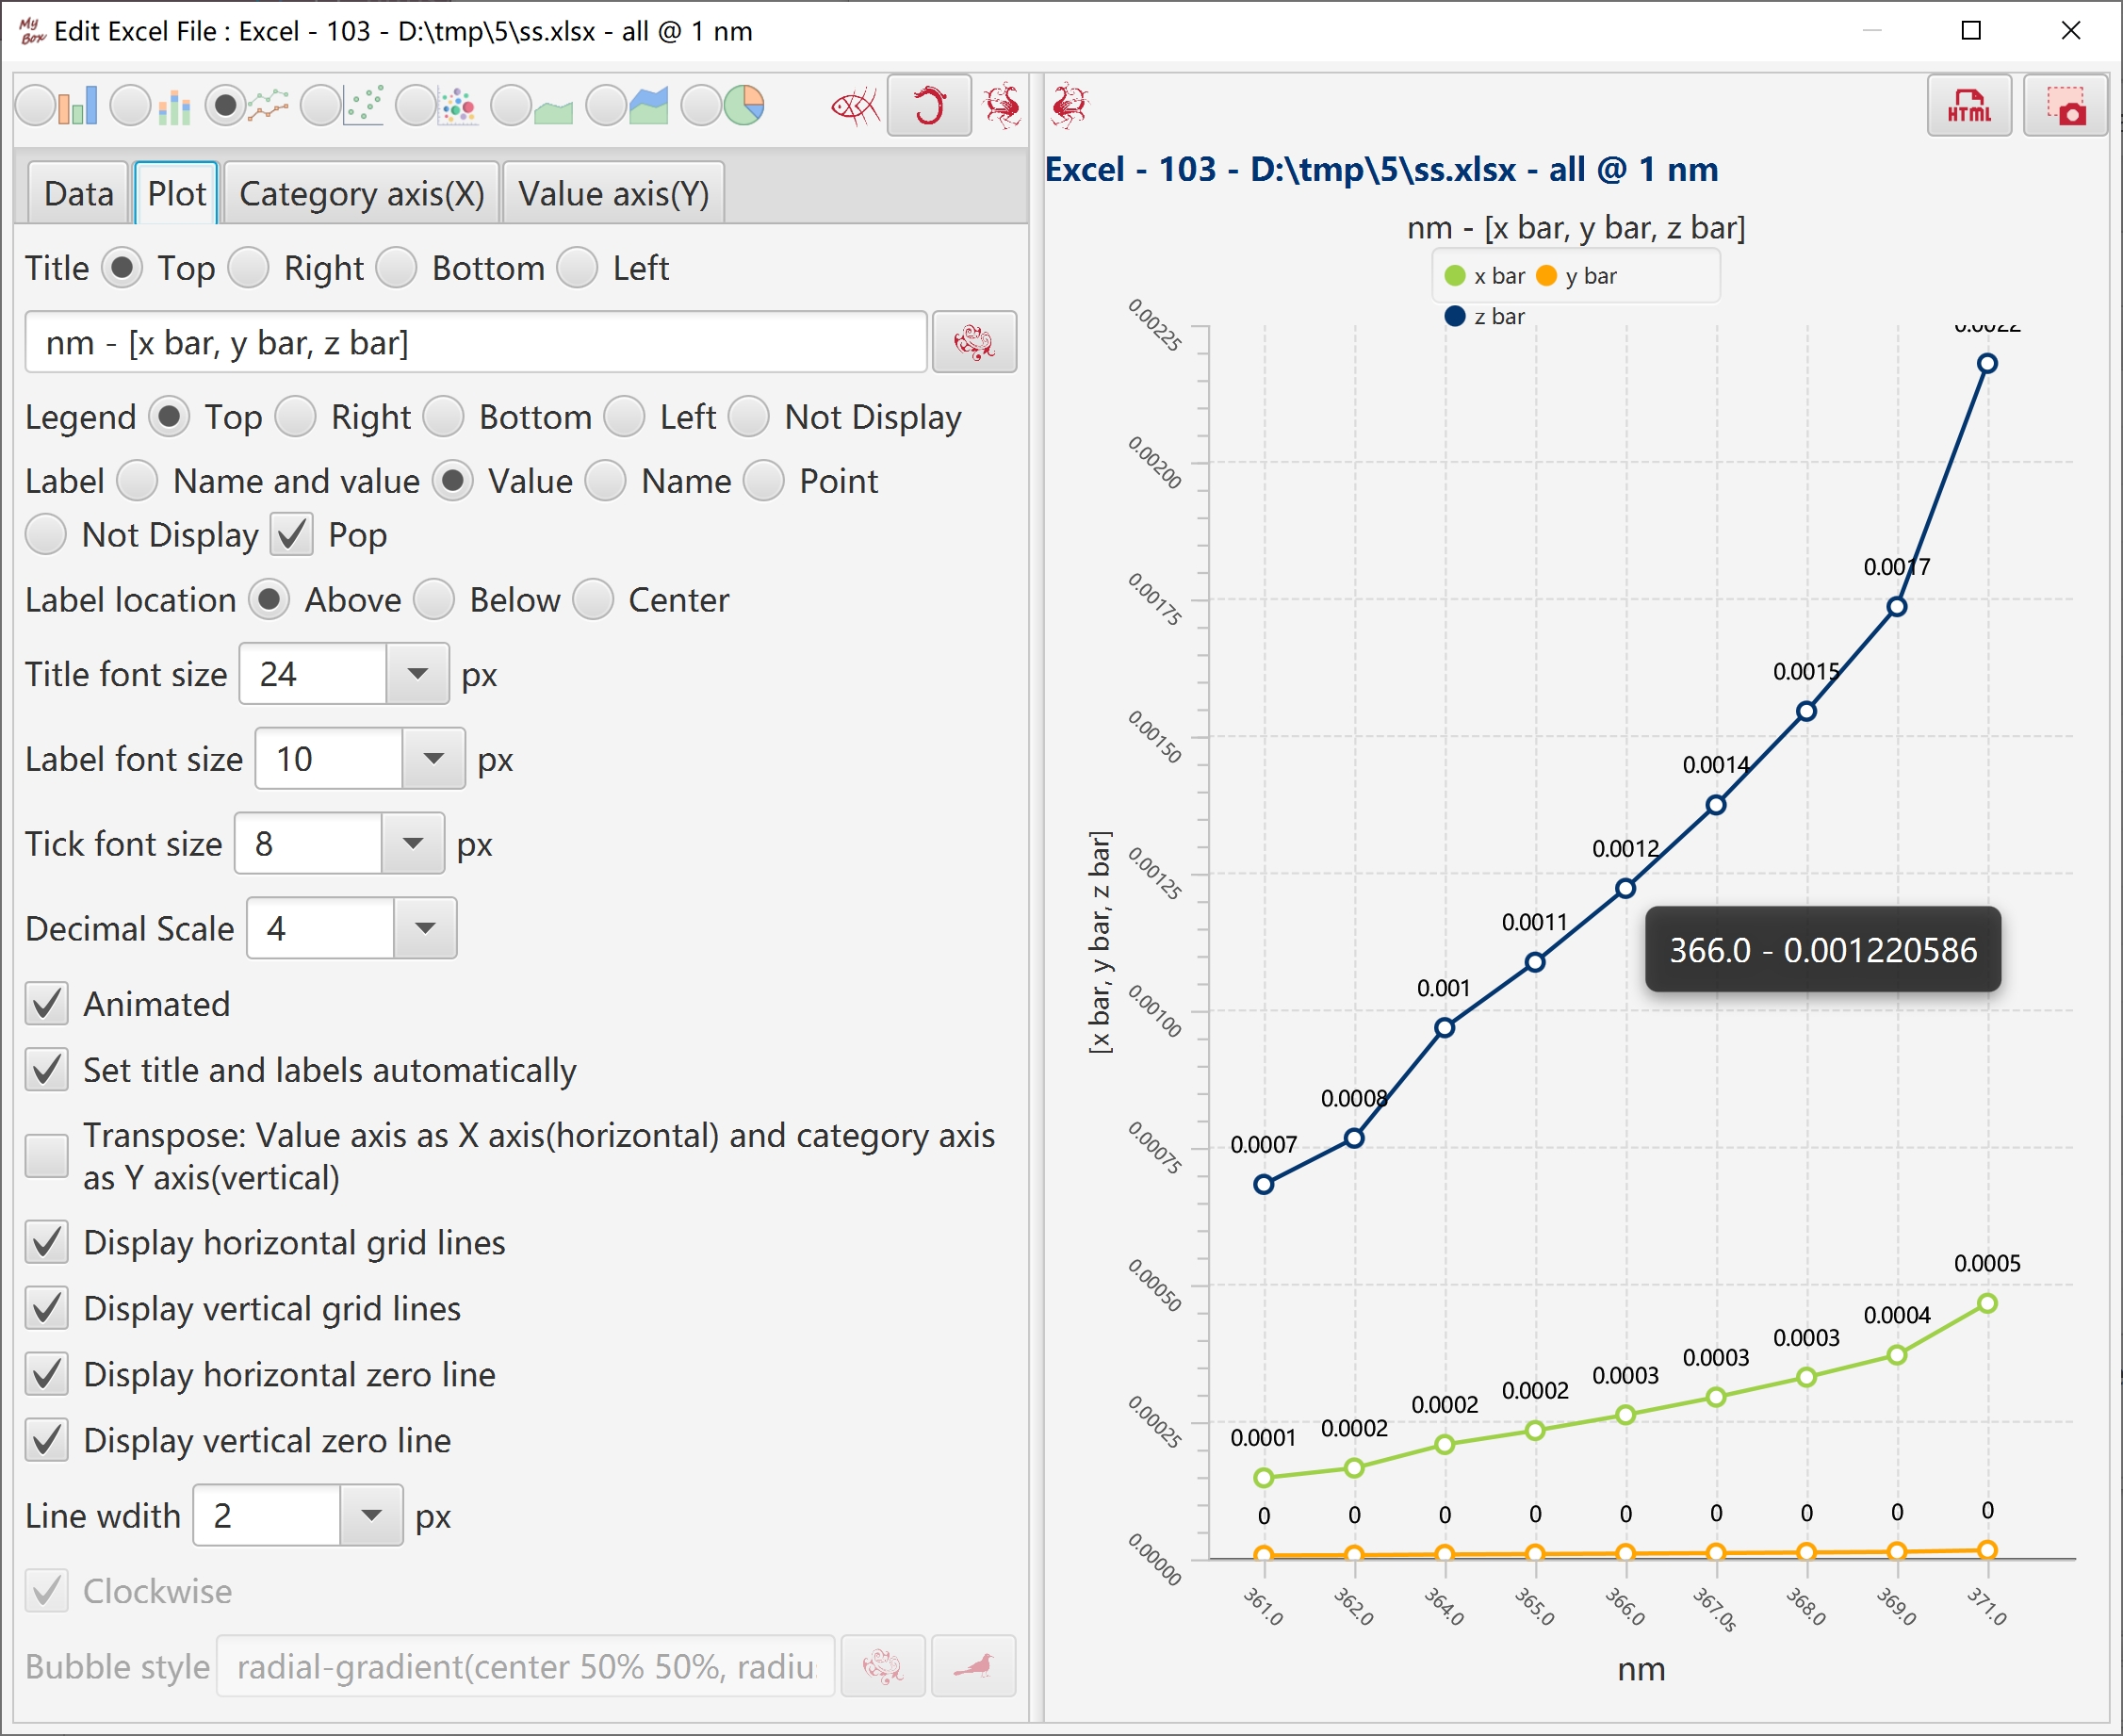 My Box Edit Excel File : Excel - 103 - D:\tmp\5\ss.xlsx - all @ 1 nm
HTML
Data Plot Category axis(X) Value axis(Y)
Title Top Right Bottom Left
nm - [x bar, y bar, z bar]
Legend Top Right Bottom Left Not Display
Label Name and value Value Name Point
Not Display Pop
Label location Above Below Center
Title font size 24 px
Label font size 10 px
Tick font size 8 px
Decimal Scale 4
Animated
Set title and labels automatically
Transpose: Value axis as X axis(horizontal) and category axis
as Y axis(vertical)
Display horizontal grid lines
Display vertical grid lines
Display horizontal zero line
Display vertical zero line
Line wdith 2 px
Clockwise
Bubble style radial-gradient(center 50% 50%, radiu
Excel - 103 - D:\tmp\5\ss.xlsx - all @ 1 nm
nm - [x bar, y bar, z bar]
x bar y bar
z bar
[x bar, y bar, z bar]
0.00225
0.00200
0.00175
0.00150
0.00125
0.00100
0.00075
0.00050
0.00025
0.00000
0.0022
0.0017
0.0015
0.0014
0.0012
0.0011
0.001
0.0008
0.0007
366.0 - 0.001220586
0.0001 0.0002 0.0002 0.0002 0.0003 0.0003 0.0003 0.0004 0.0005
0 0 0 0 0 0 0 0 0
361.0 362.0 364.0 365.0 366.0 367.0s 368.0 369.0 371.0
nm